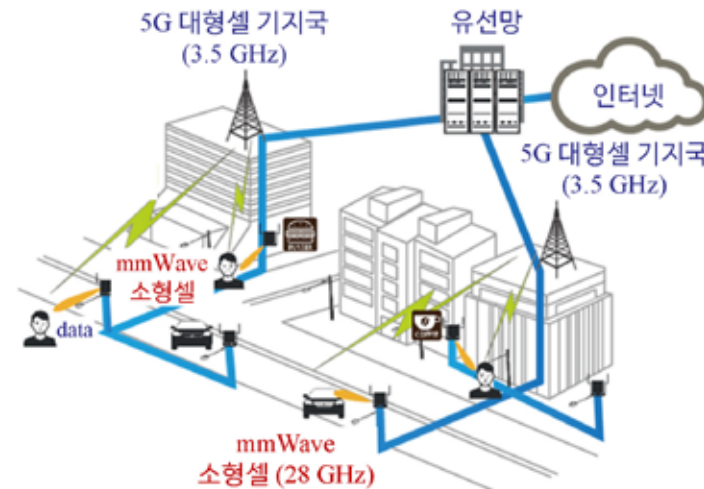 5G 대형셀 기지국
(3.5 GHz)
유선망
인터넷
5G 대형셀 기지국
(3.5 GHz)
mmWave
소형셀
data
mmWave
소형셀 (28 GHz)